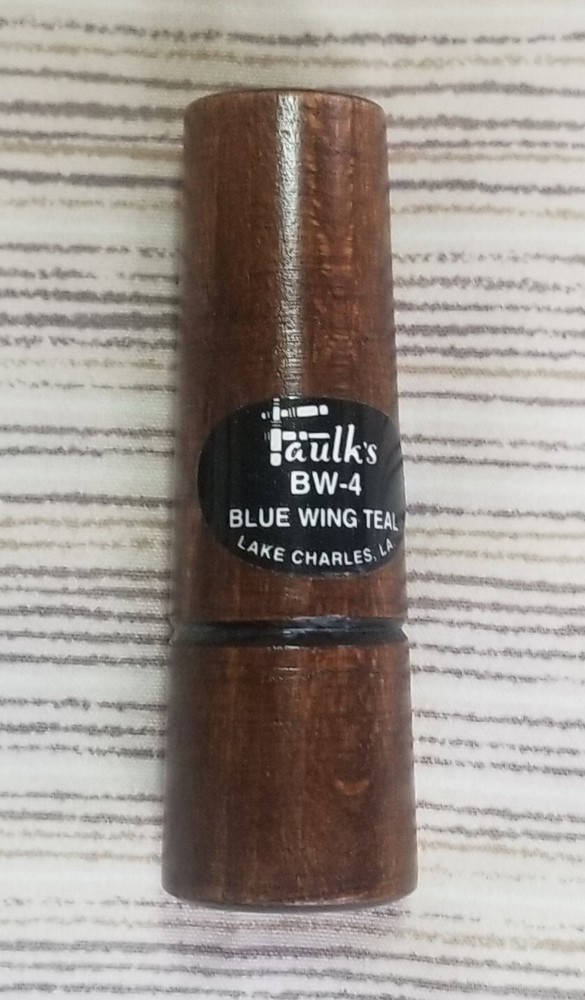 Faulk's
BW-4
BLUE WING TEAL
LAKE CHARLES, LA.